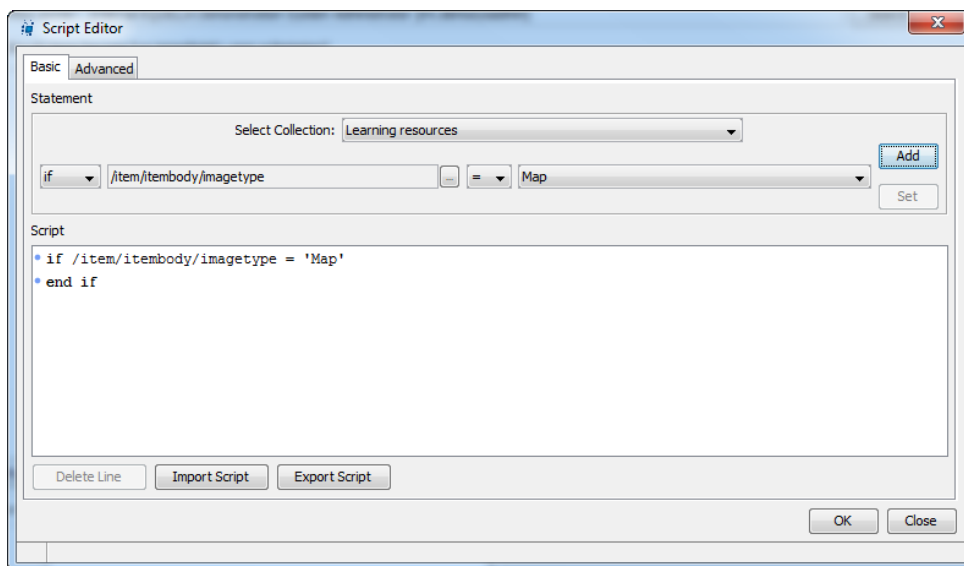 Script Editor
Basic Advanced
Statement
Select Collection: Learning resources
if /item/itembody/imagetype ... = Map
Add
Set
Script
if /item/itembody/imagetype = 'Map'
end if
Delete Line Import Script Export Script
OK Close